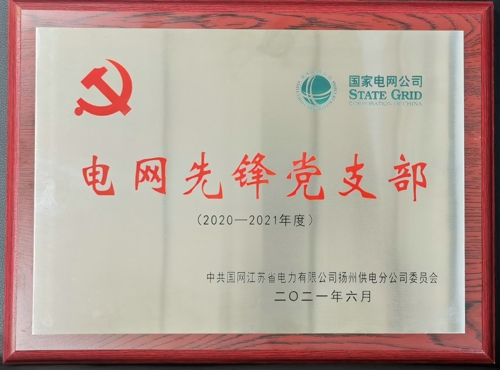 国家电网公司
STATE GRID
CORPORATION OF CHINA
电网先锋党支部
(2020—2021年度)
中共国网江苏省电力有限公司扬州供电分公司委员会
二〇二一年六月